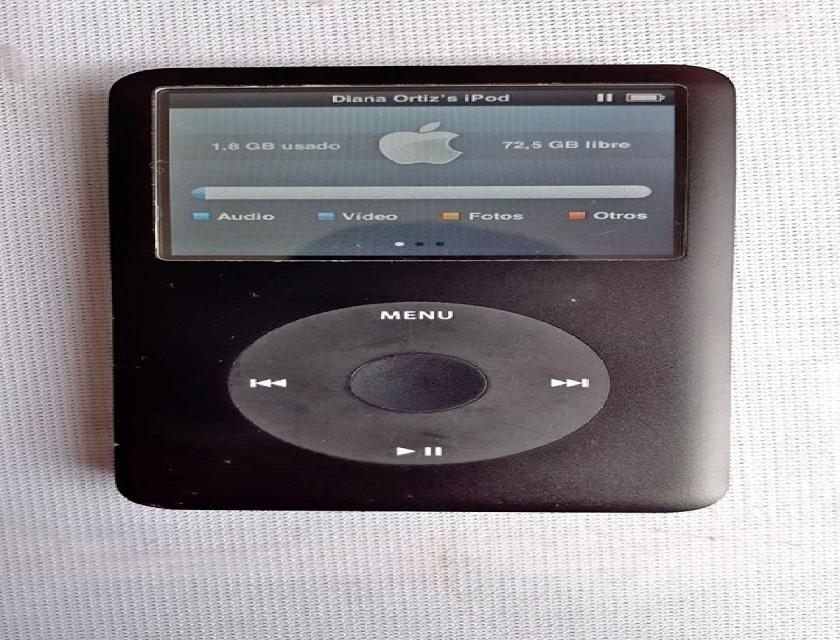 Diana Ortiz's iPod
1,8 GB usado 72,5 GB libre
Audio Vídeo Fotos Otros
MENU